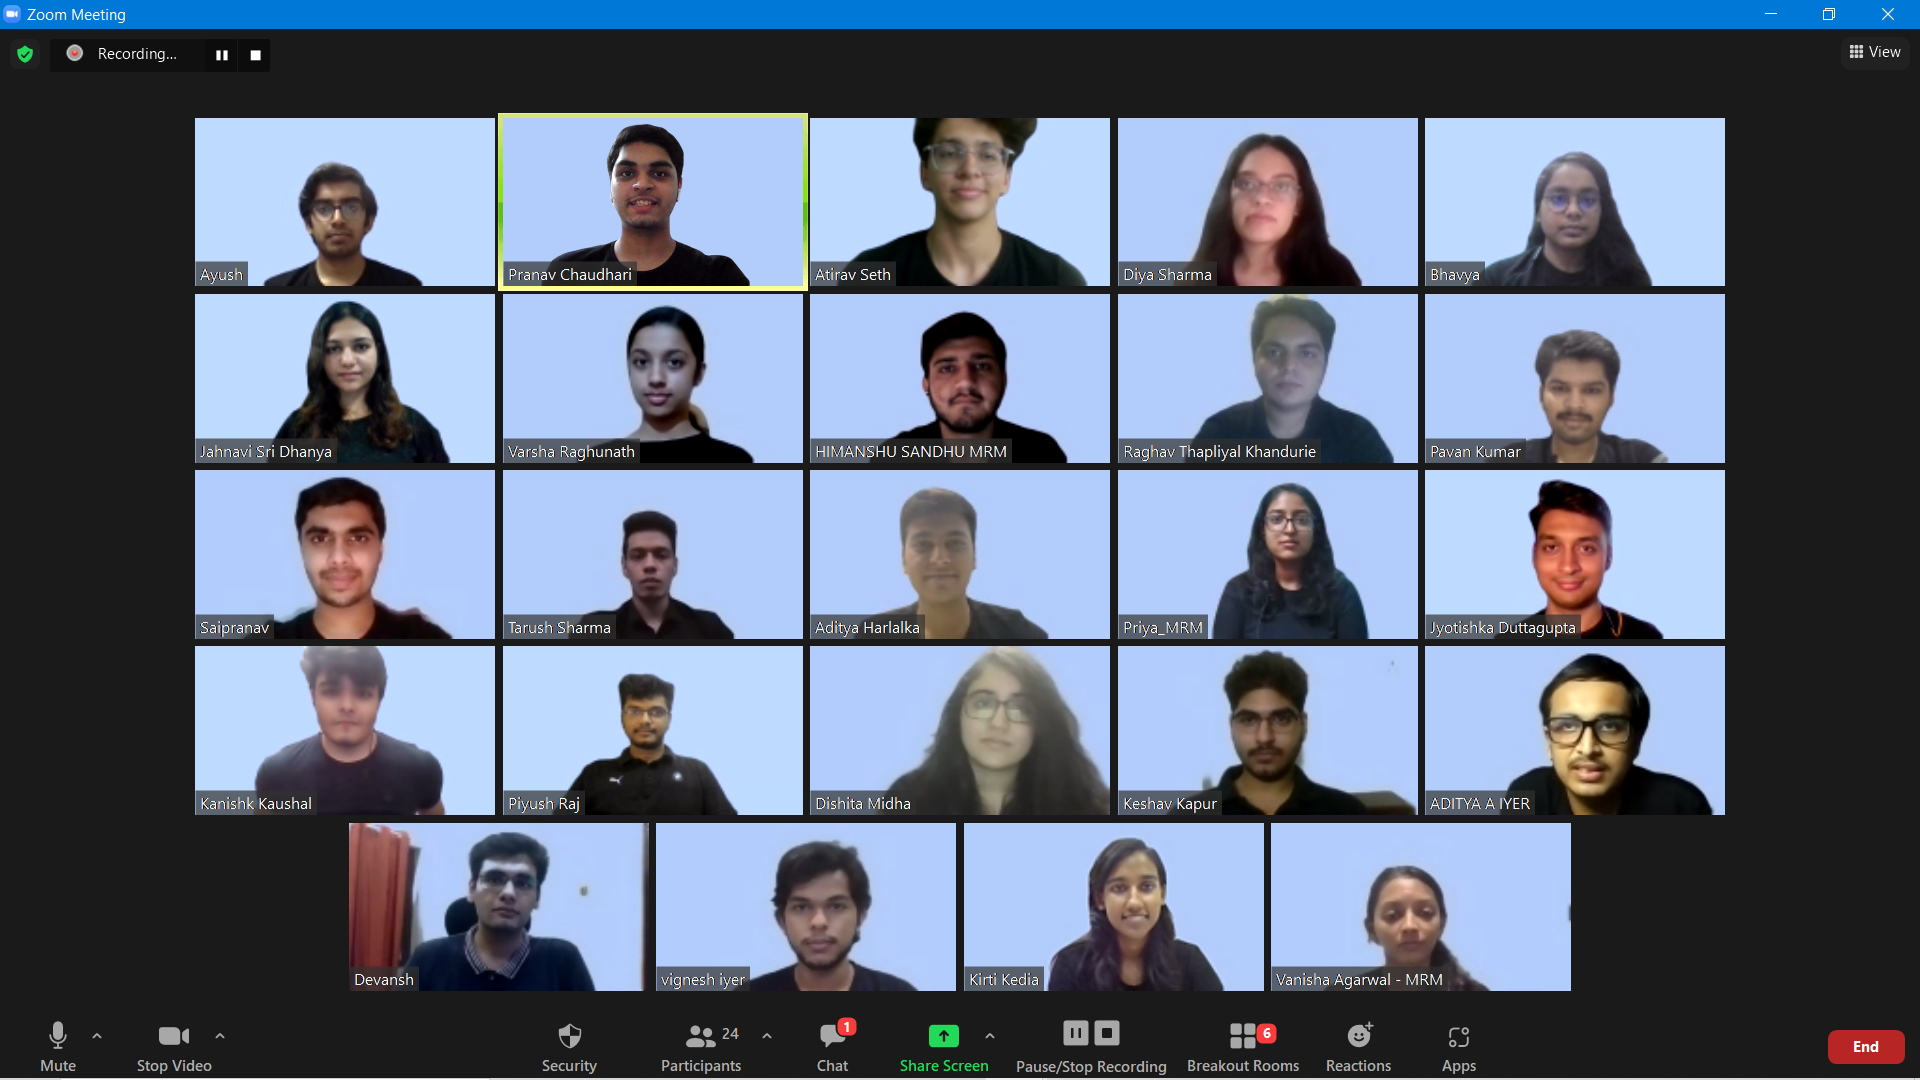 Zoom Meeting
Recording...
View
Ayush
Pranav Chaudhari
Atirav Seth
Diya Sharma
Bhavya
Jahnavi Sri Dhanya
Varsha Raghunath
HIMANSHU SANDHU MRM
Raghav Thapliyal Khandurie
Pavan Kumar
Saipranav
Tarush Sharma
Aditya Harlalka
Priya_MRM
Jyotishka Duttagupta
Kanishk Kaushal
Piyush Raj
Dishita Midha
Keshav Kapur
ADITYA A IYER
Devansh
vignesh iyer
Kirti Kedia
Vanisha Agarwal - MRM
Mute
Stop Video
Security
24
Participants
1
Chat
Share Screen
Pause/Stop Recording
6
Breakout Rooms
Reactions
Apps
End